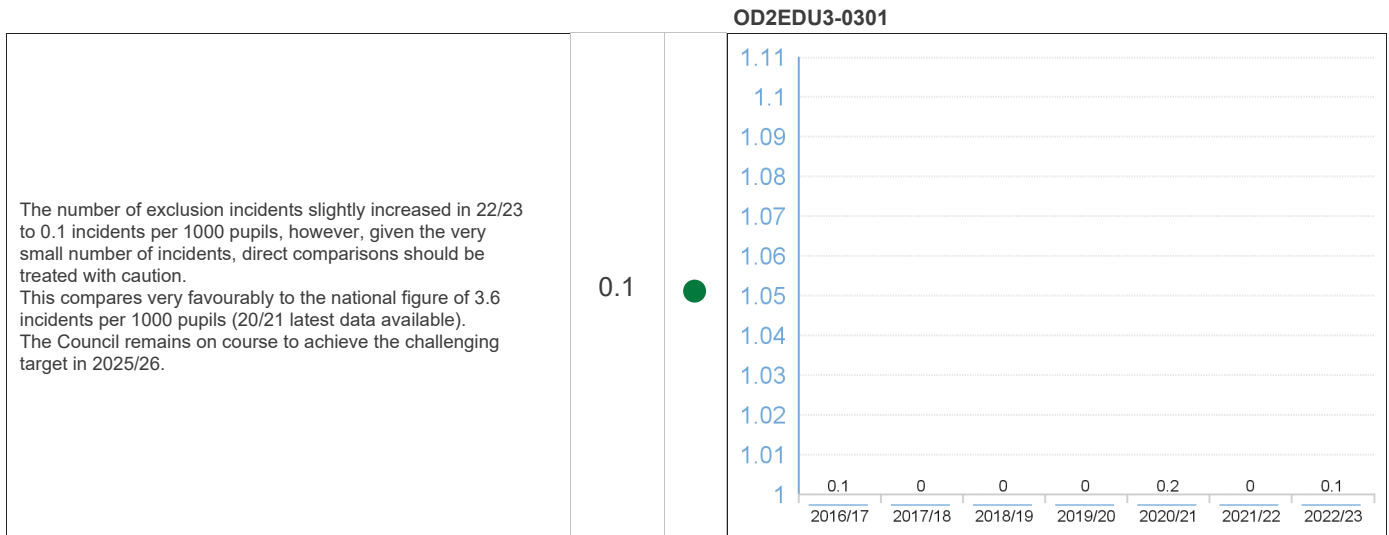 OD2EDU3-0301
The number of exclusion incidents slightly increased in 22/23
to 0.1 incidents per 1000 pupils, however, given the very
small number of incidents, direct comparisons should be
treated with caution.
This compares very favourably to the national figure of 3.6
incidents per 1000 pupils (20/21 latest data available).
The Council remains on course to achieve the challenging
target in 2025/26.
0.1
1.11
1.1
1.09
1.08
1.07
1.06
1.05
1.04
1.03
1.02
1.01
1
0.1 0 0 0 0.2 0 0.1
2016/17 2017/18 2018/19 2019/20 2020/21 2021/22 2022/23